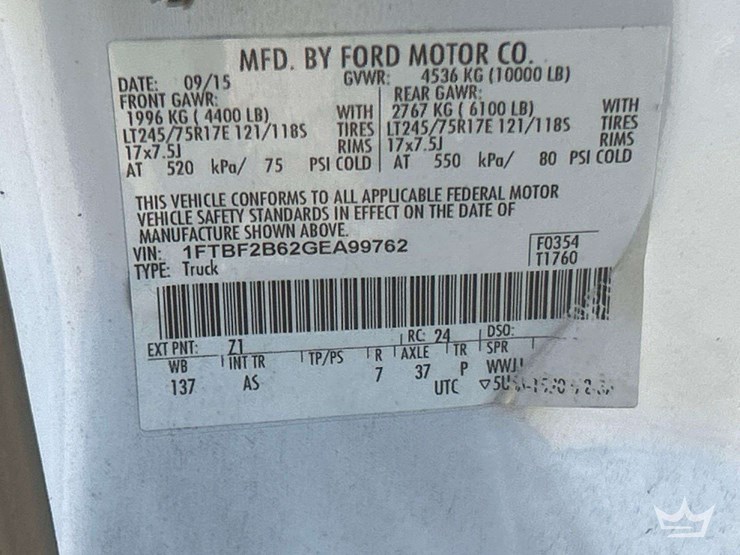 MFD. BY FORD MOTOR CO.
DATE: 09/15 GVWR: 4536 KG (10000 LB)
FRONT GAWR: REAR GAWR:
1996 KG ( 4400 LB) WITH 2767 KG ( 6100 LB) WITH
LT245/75R17E 121/118S TIRES LT245/75R17E 121/118S TIRES
17x7.5J RIMS 17x7.5J RIMS
AT 520 kPa/ 75 PSI COLD AT 550 kPa/ 80 PSI COLD
THIS VEHICLE CONFORMS TO ALL APPLICABLE FEDERAL MOTOR
VEHICLE SAFETY STANDARDS IN EFFECT ON THE DATE OF
MANUFACTURE SHOWN ABOVE.
VIN: 1FTBF2B62GEA99762 F0354
TYPE: Truck T1760
EXT PNT: Z1 RC: 24 DSO:
WB INT TR TP/PS R AXLE TR SPR
137 AS 7 37 P
UTC